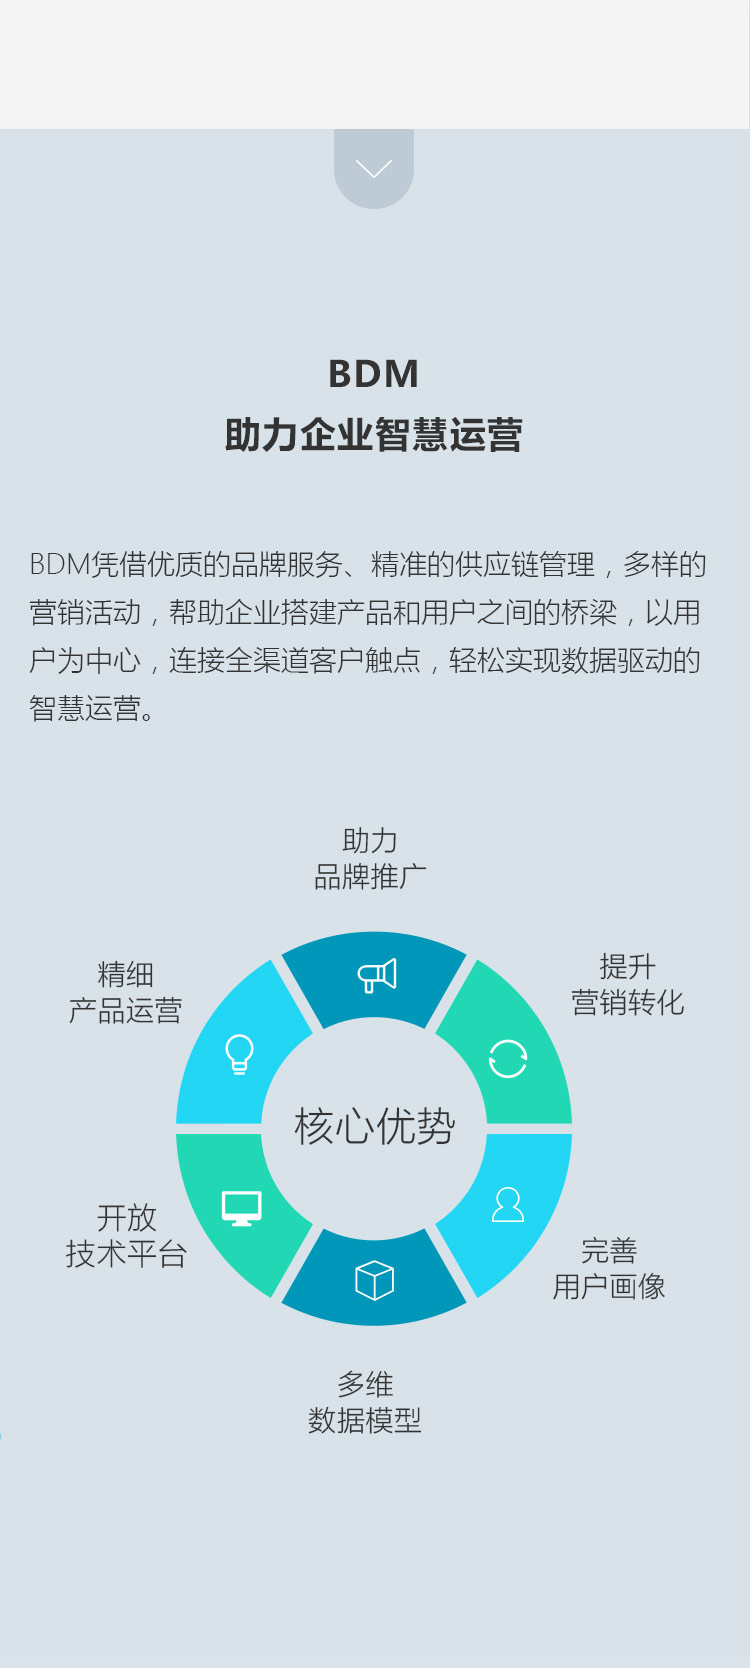 BDM
助力企业智慧运营
BDM凭借优质的品牌服务、精准的供应链管理，多样的
营销活动，帮助企业搭建产品和用户之间的桥梁，以用
户为中心，连接全渠道客户触点，轻松实现数据驱动的
智慧运营。
助力
品牌推广
精细
产品运营
提升
营销转化
核心优势
开放
技术平台
完善
用户画像
多维
数据模型